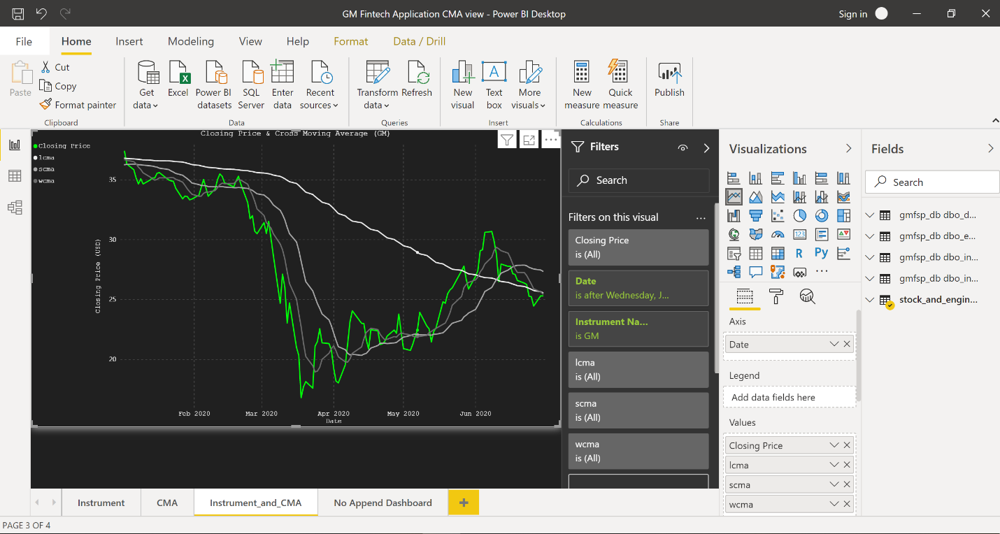 GM Fintech Application CMA view - Power BI Desktop
Sign in
File
Home
Insert
Modeling
View
Help
Format
Data / Drill
Paste
Cut
Copy
Format painter
Clipboard
Get
data
Excel
Power BI
datasets
SQL
Server
Enter
data
Recent
sources
Data
Transform
data
Refresh
Queries
New
visual
Text
box
More
visuals
Insert
New
measure
Quick
measure
Calculations
Publish
Share
Closing Price & Cross Moving Average (GM)
Closing Price
lcma
scma
wcma
Closing Price (USD)
35
30
25
20
Feb 2020
Mar 2020
Apr 2020
May 2020
Jun 2020
Date
Filters
Search
Filters on this visual
...
Closing Price
is (All)
Date
is after Wednesday, J...
Instrument Na...
is GM
lcma
is (All)
scma
is (All)
wcma
is (All)
Visualizations
123
R
Py
...
Axis
Date
Legend
Add data fields here
Values
Closing Price
lcma
scma
wcma
Fields
Search
gmfsp_db dbo_d...
gmfsp_db dbo_e...
gmfsp_db dbo_in...
gmfsp_db dbo_in...
stock_and_engin...
Instrument
CMA
Instrument_and_CMA
No Append Dashboard
+
PAGE 3 OF 4